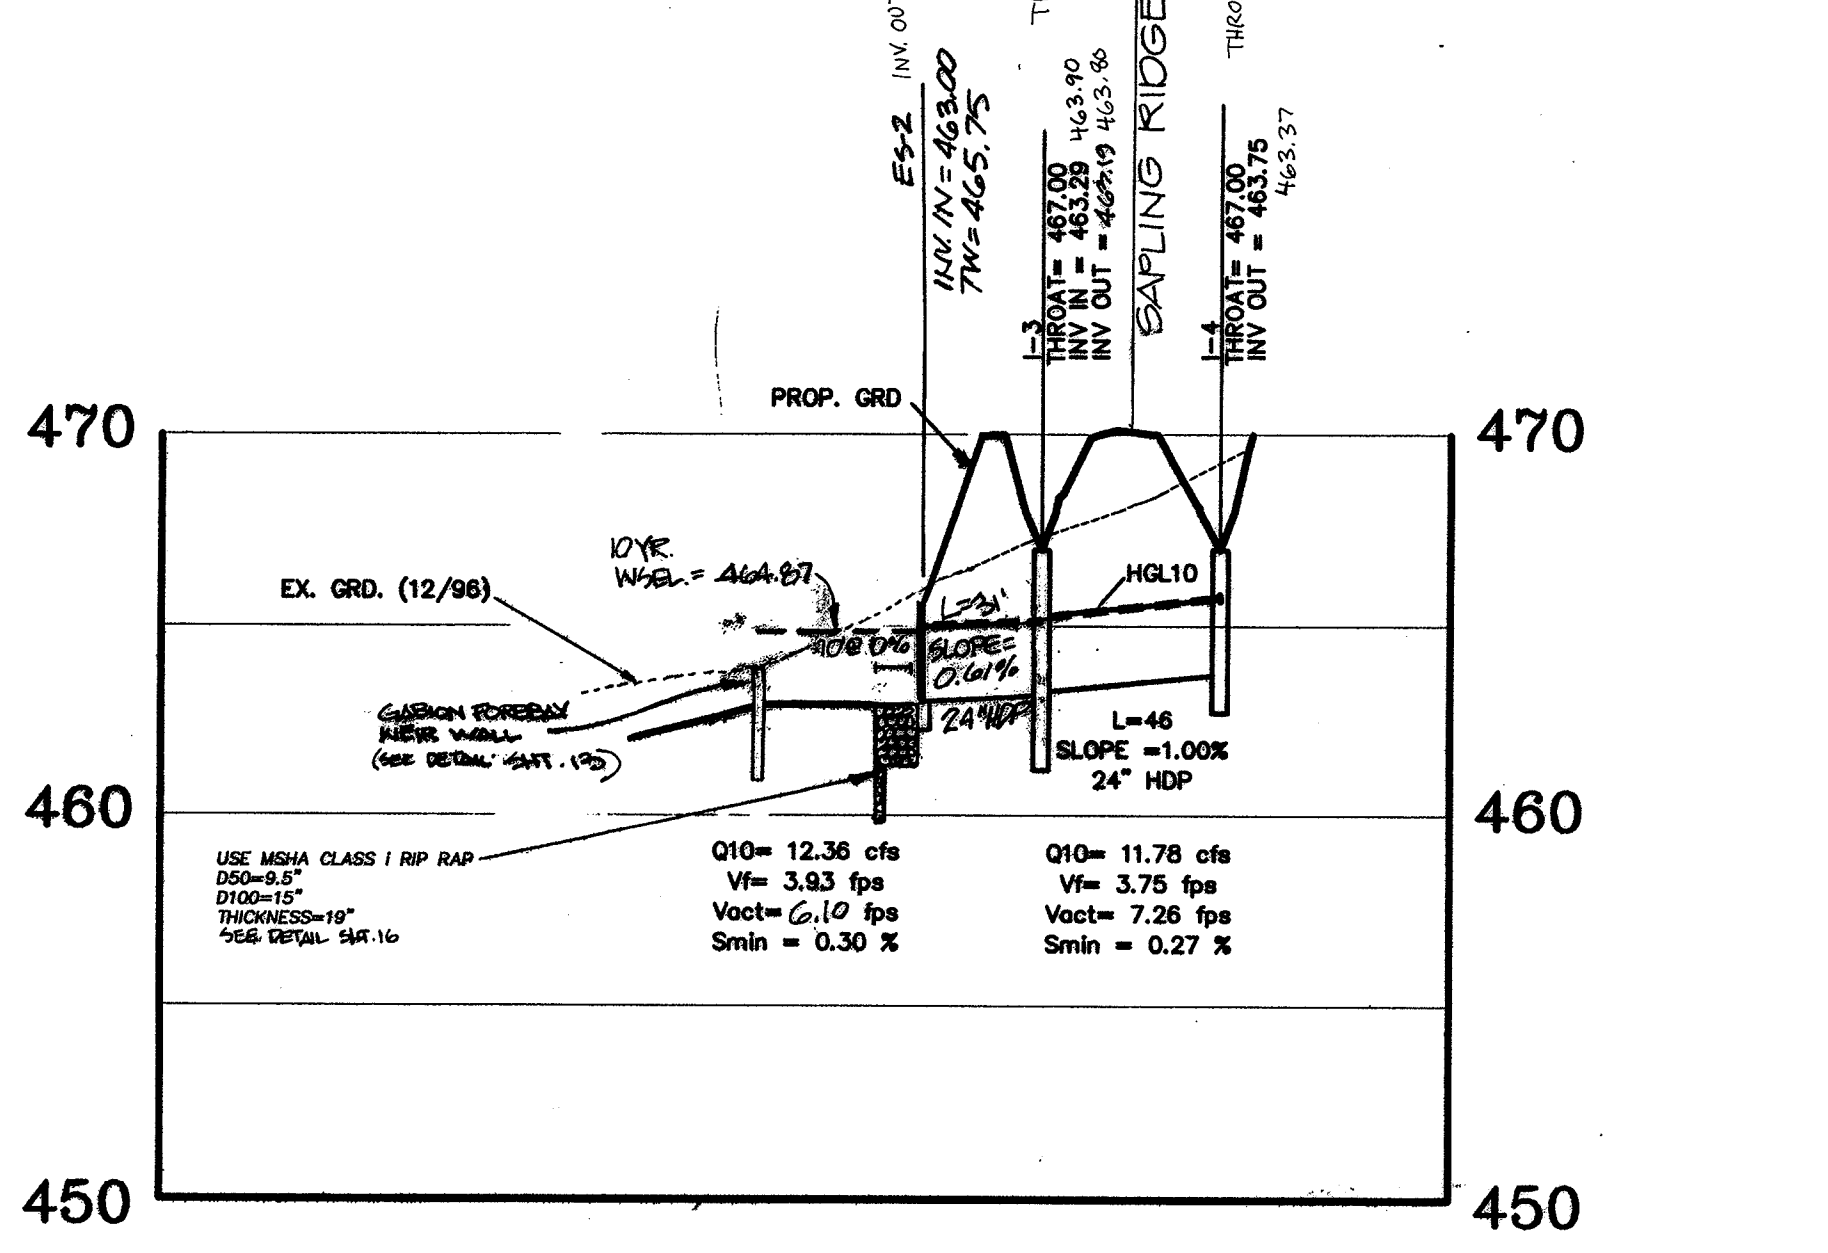 INV. OU
ES-2
INV. IN = 463.00
TW = 465.75
I-3
THROAT= 467.00
INV IN = 463.29 463.90
INV OUT = 463.19 463.80
SAPLING RIDGE
THRO
I-4
THROAT= 467.00
INV OUT = 463.75
463.37
PROP. GRD
470
470
10 YR.
WSEL. = 464.87
EX. GRD. (12/96)
HGL10
L=31'
10@0%
SLOPE=
0.61%
24" HDP
GABION FOREBAY
WEIR WALL
(SEE DETAIL SHT. 13)
L=46
SLOPE =1.00%
24" HDP
460
460
USE MSHA CLASS I RIP RAP
D50=9.5"
D100=15"
THICKNESS=19"
SEE DETAIL SHT.16
Q10= 12.36 cfs
Vf= 3.93 fps
Vact= 6.10 fps
Smin = 0.30 %
Q10= 11.78 cfs
Vf= 3.75 fps
Vact= 7.26 fps
Smin = 0.27 %
450
450